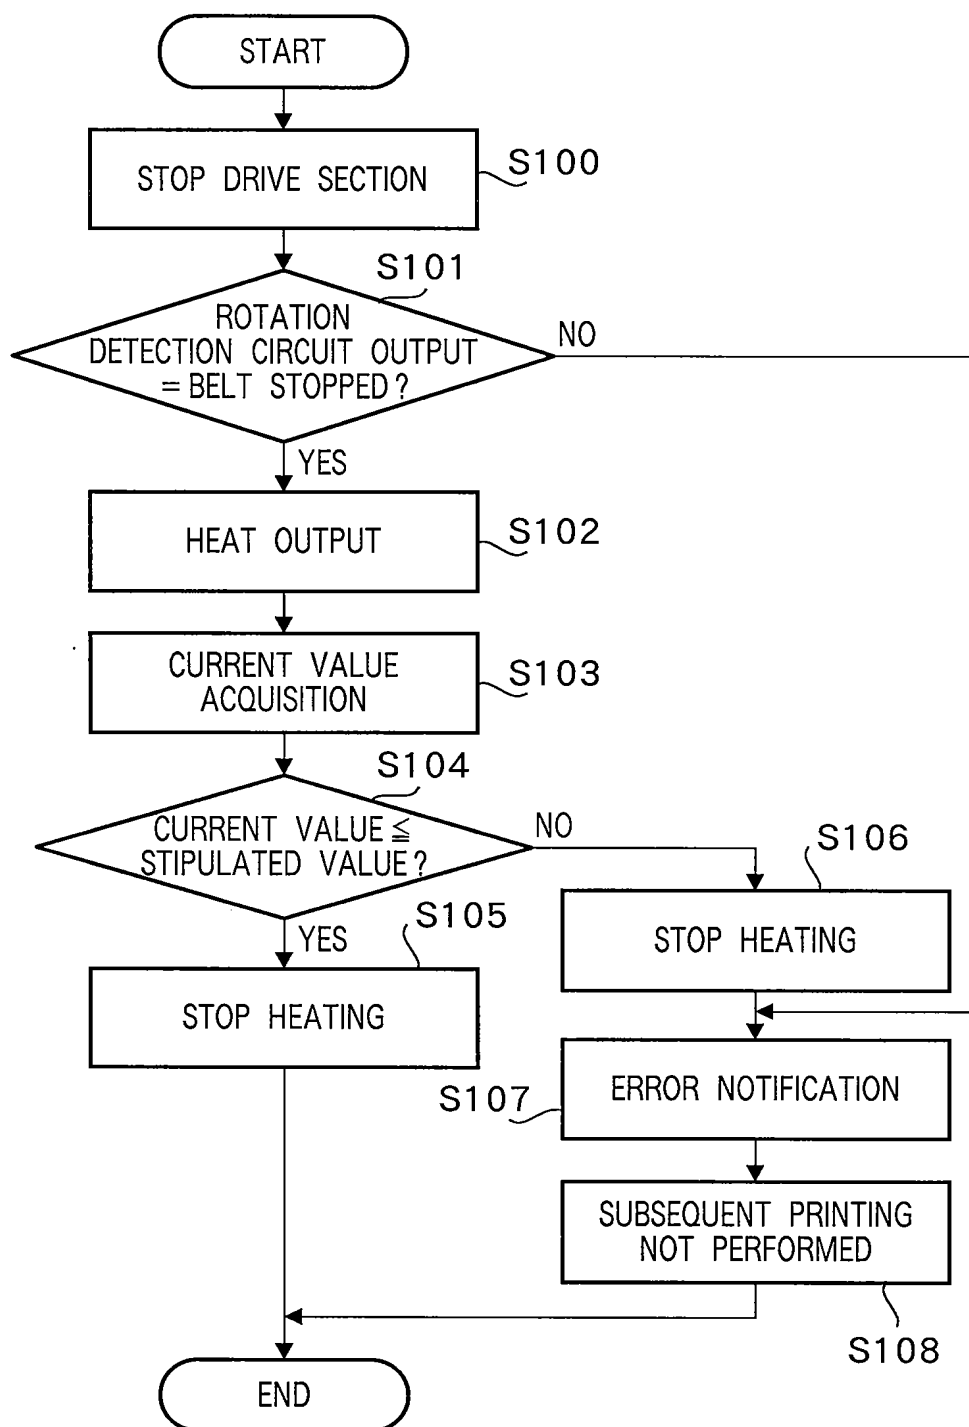 START
STOP DRIVE SECTION
S100
S101
ROTATION
DETECTION CIRCUIT OUTPUT
= BELT STOPPED?
NO
YES
HEAT OUTPUT
S102
CURRENT VALUE
ACQUISITION
S103
S104
CURRENT VALUE ≦
STIPULATED VALUE?
NO
YES
S105
STOP HEATING
S106
STOP HEATING
S107
ERROR NOTIFICATION
SUBSEQUENT PRINTING
NOT PERFORMED
S108
END